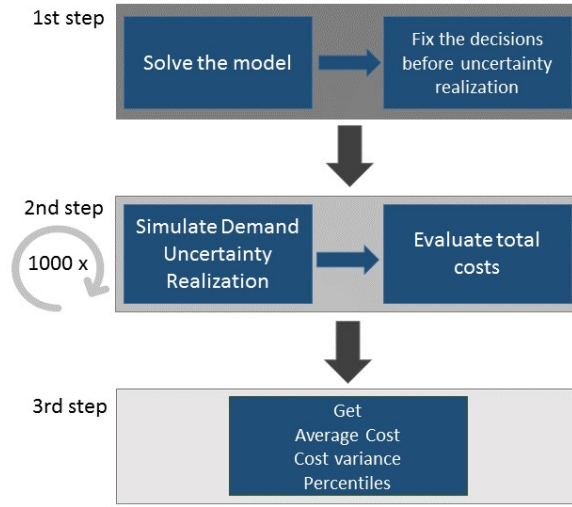 1st step
Solve the model
Fix the decisions
before uncertainty
realization
2nd step
1000 x
Simulate Demand
Uncertainty
Realization
Evaluate total
costs
3rd step
Get
Average Cost
Cost variance
Percentiles